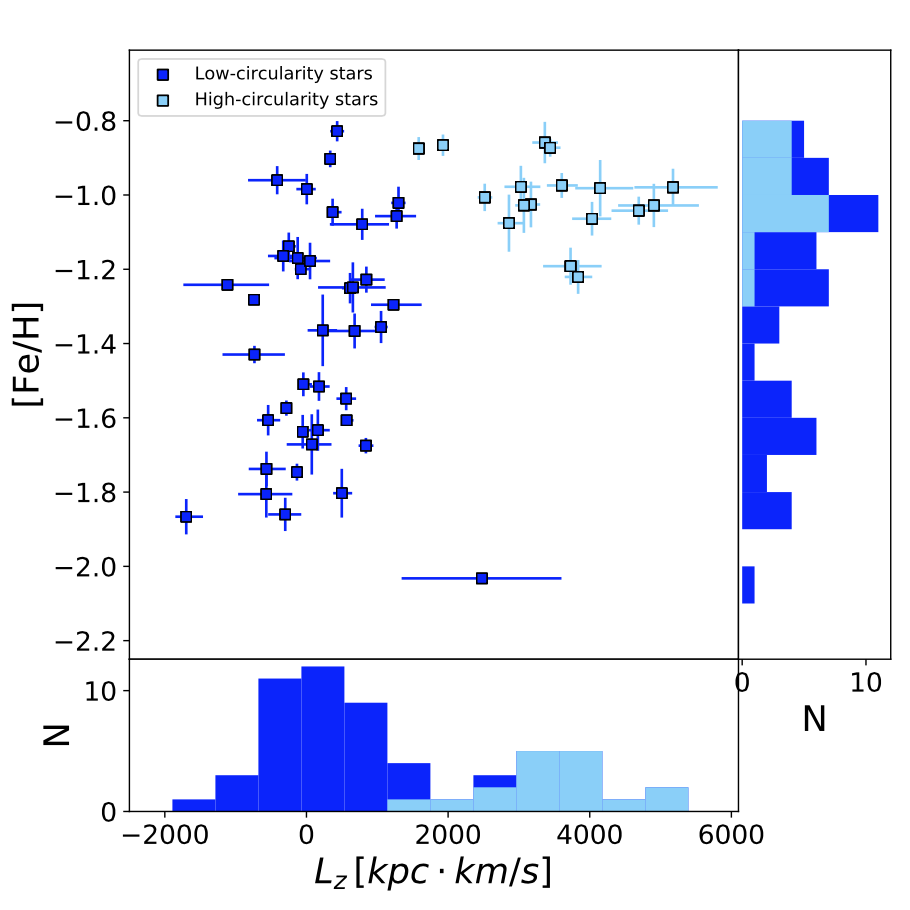 Low-circularity stars
High-circularity stars
−0.8
−1.0
−1.2
−1.4
−1.6
−1.8
−2.0
−2.2
[Fe/H]
0 10
N
10
0
N
−2000 0 2000 4000 6000
L_z [kpc · km/s]